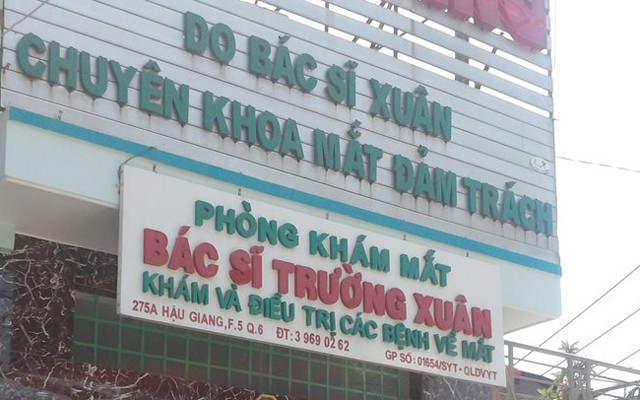 DO BÁC SĨ XUÂN
CHUYÊN KHOA MẮT ĐẢM TRÁCH
PHÒNG KHÁM MẮT
BÁC SĨ TRƯỜNG XUÂN
KHÁM VÀ ĐIỀU TRỊ CÁC BỆNH VỀ MẮT
275A HẬU GIANG, F.5 Q.6 ĐT: 3 969 02 62
GP SỐ: 01654/SYT - QLDVYT